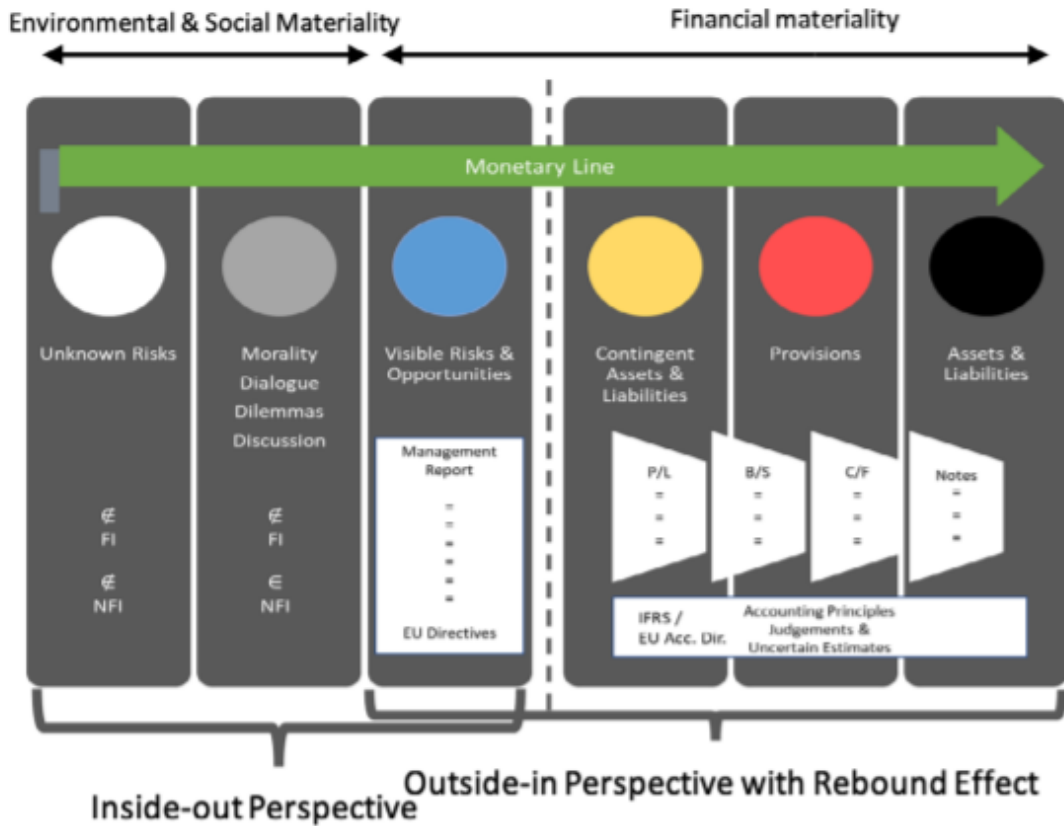 Environmental & Social Materiality
Financial materiality
Monetary Line
Unknown Risks
∉
FI
∉
NFI
Morality
Dialogue
Dilemmas
Discussion
∉
FI
∈
NFI
Visible Risks &
Opportunities
Management
Report
=
=
=
=
=
=
EU Directives
Contingent
Assets &
Liabilities
Provisions
Assets &
Liabilities
P/L
=
=
=
B/S
=
=
=
C/F
=
=
=
Notes
=
=
=
IFRS /
EU Acc. Dir.
Accounting Principles
Judgements &
Uncertain Estimates
Inside-out Perspective
Outside-in Perspective with Rebound Effect